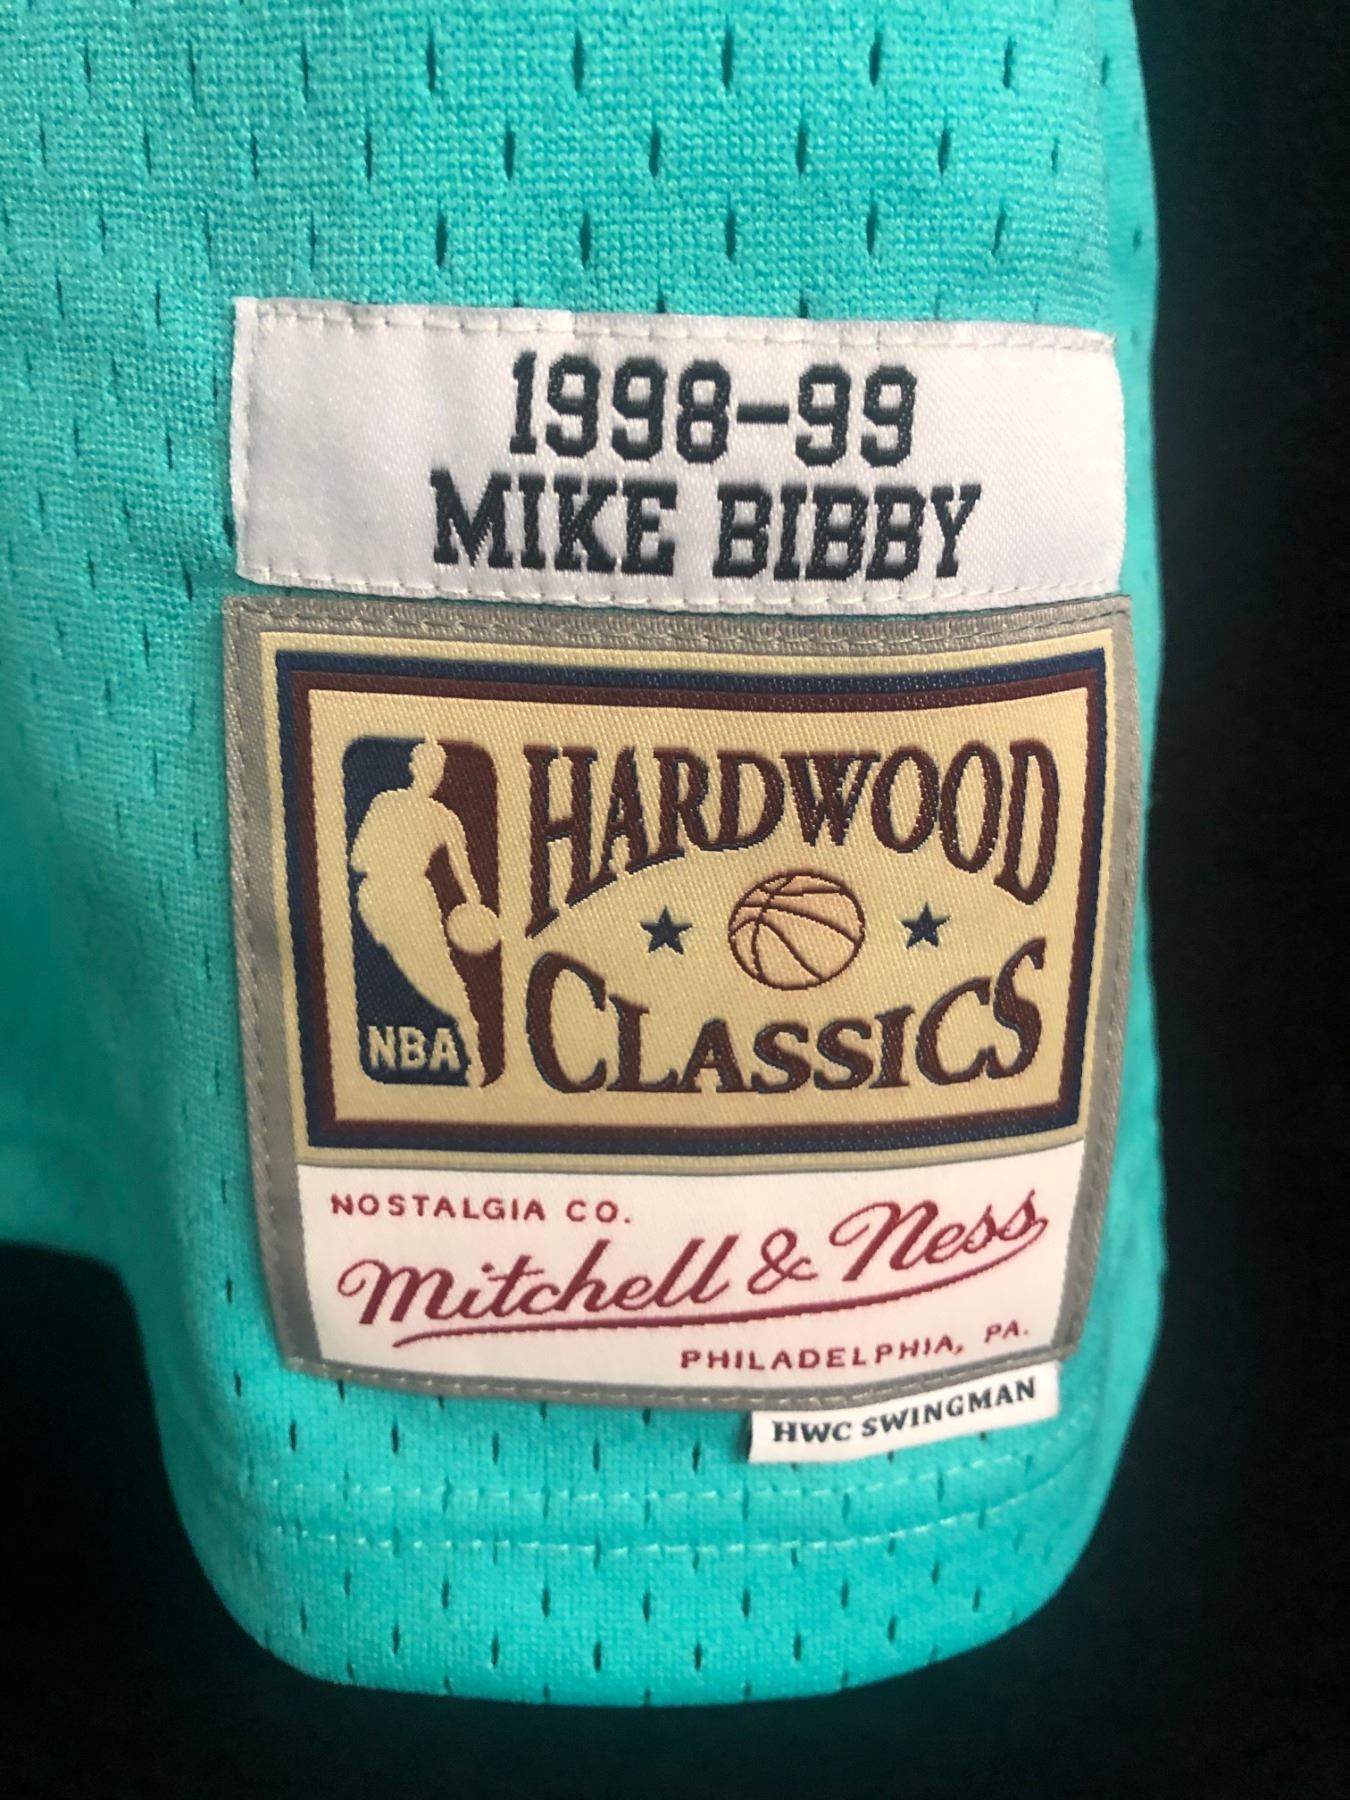 1998-99
MIKE BIBBY
HARDWOOD
CLASSICS
NBA
NOSTALGIA CO.
Mitchell & Ness
PHILADELPHIA, PA.
HWC SWINGMAN